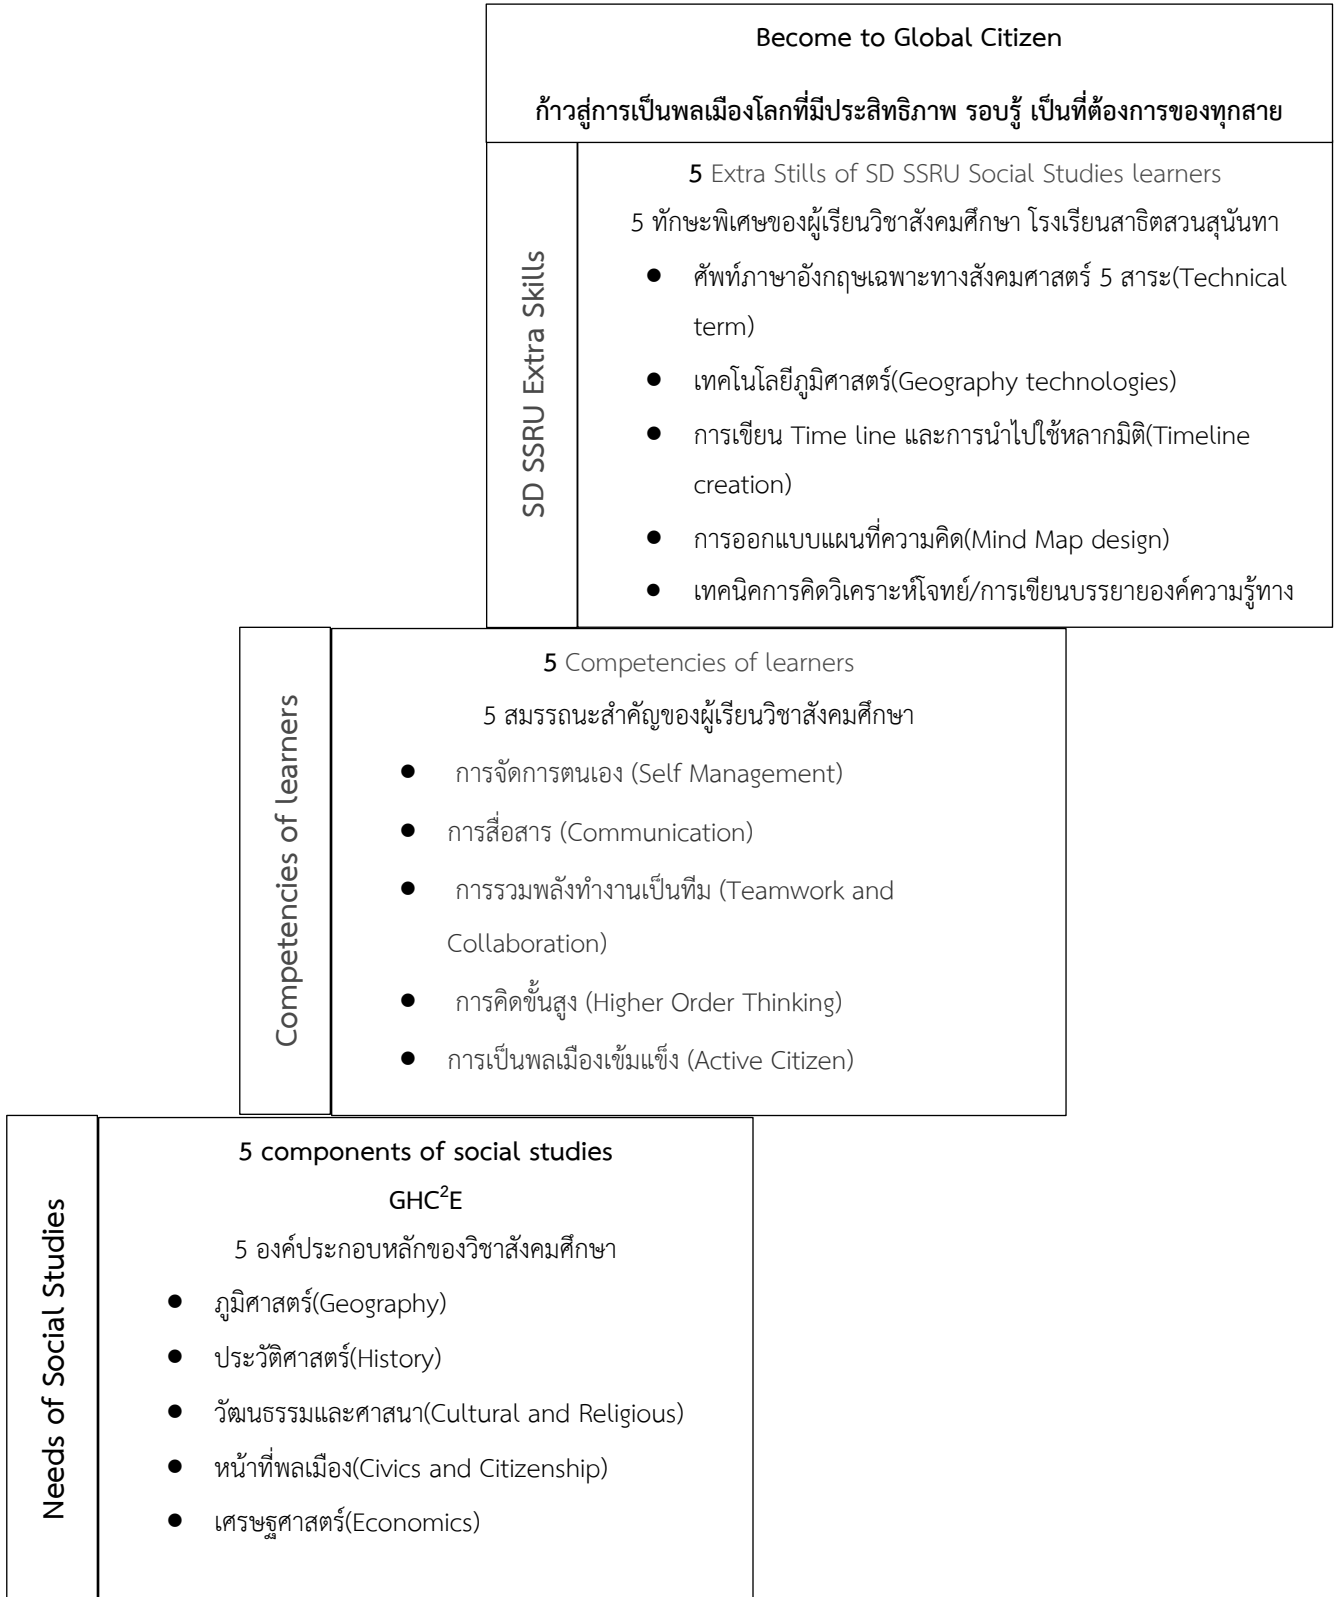 Become to Global Citizen
ก้าวสู่การเป็นพลเมืองโลกที่มีประสิทธิภาพ รอบรู้ เป็นที่ต้องการของทุกสาย
SD SSRU Extra Skills
5 Extra Stills of SD SSRU Social Studies learners
5 ทักษะพิเศษของผู้เรียนวิชาสังคมศึกษา โรงเรียนสาธิตสวนสุนันทา
● ศัพท์ภาษาอังกฤษเฉพาะทางสังคมศาสตร์ 5 สาระ(Technical
term)
● เทคโนโลยีภูมิศาสตร์(Geography technologies)
● การเขียน Time line และการนำไปใช้หลากมิติ(Timeline
creation)
● การออกแบบแผนที่ความคิด(Mind Map design)
● เทคนิคการคิดวิเคราะห์โจทย์/การเขียนบรรยายองค์ความรู้ทาง
Competencies of learners
5 Competencies of learners
5 สมรรถนะสำคัญของผู้เรียนวิชาสังคมศึกษา
● การจัดการตนเอง (Self Management)
● การสื่อสาร (Communication)
● การรวมพลังทำงานเป็นทีม (Teamwork and
Collaboration)
● การคิดขั้นสูง (Higher Order Thinking)
● การเป็นพลเมืองเข้มแข็ง (Active Citizen)
Needs of Social Studies
5 components of social studies
GHC²E
5 องค์ประกอบหลักของวิชาสังคมศึกษา
● ภูมิศาสตร์(Geography)
● ประวัติศาสตร์(History)
● วัฒนธรรมและศาสนา(Cultural and Religious)
● หน้าที่พลเมือง(Civics and Citizenship)
● เศรษฐศาสตร์(Economics)